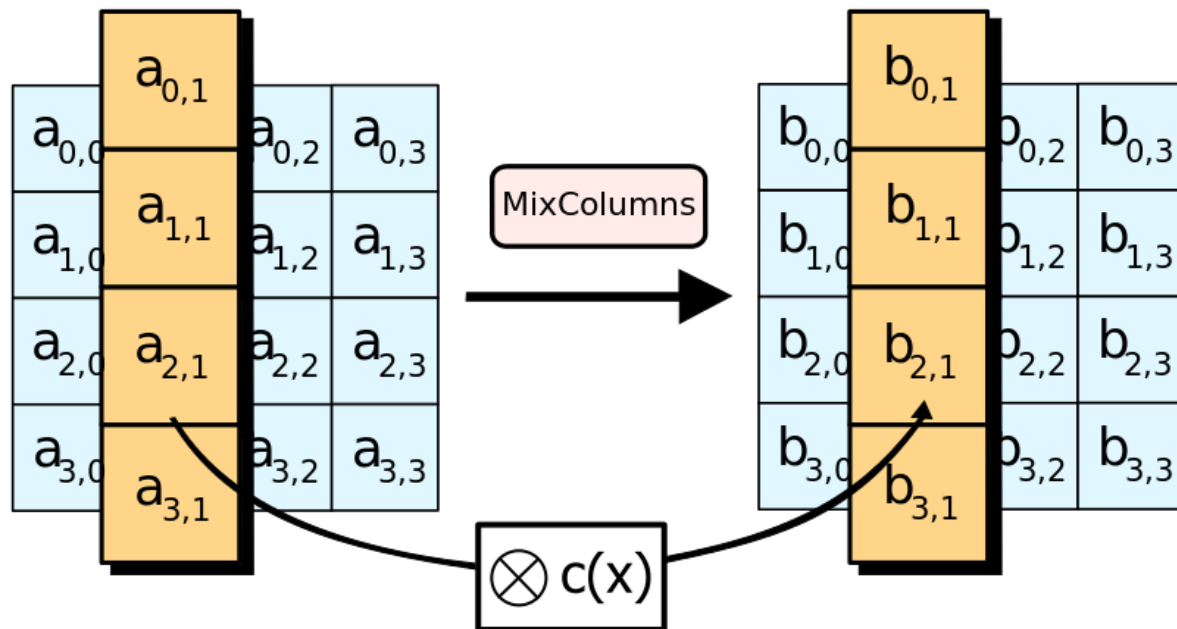 a0,1 b0,1
a0,0 a0,2 a0,3 b0,0 b0,2 b0,3
MixColumns
a1,1 b1,1
a1,0 a1,2 a1,3 b1,0 b1,2 b1,3
a2,1 b2,1
a2,0 a2,2 a2,3 b2,0 b2,2 b2,3
a3,0 a3,2 a3,3 b3,0 b3,2 b3,3
a3,1 b3,1
⊗ c(x)